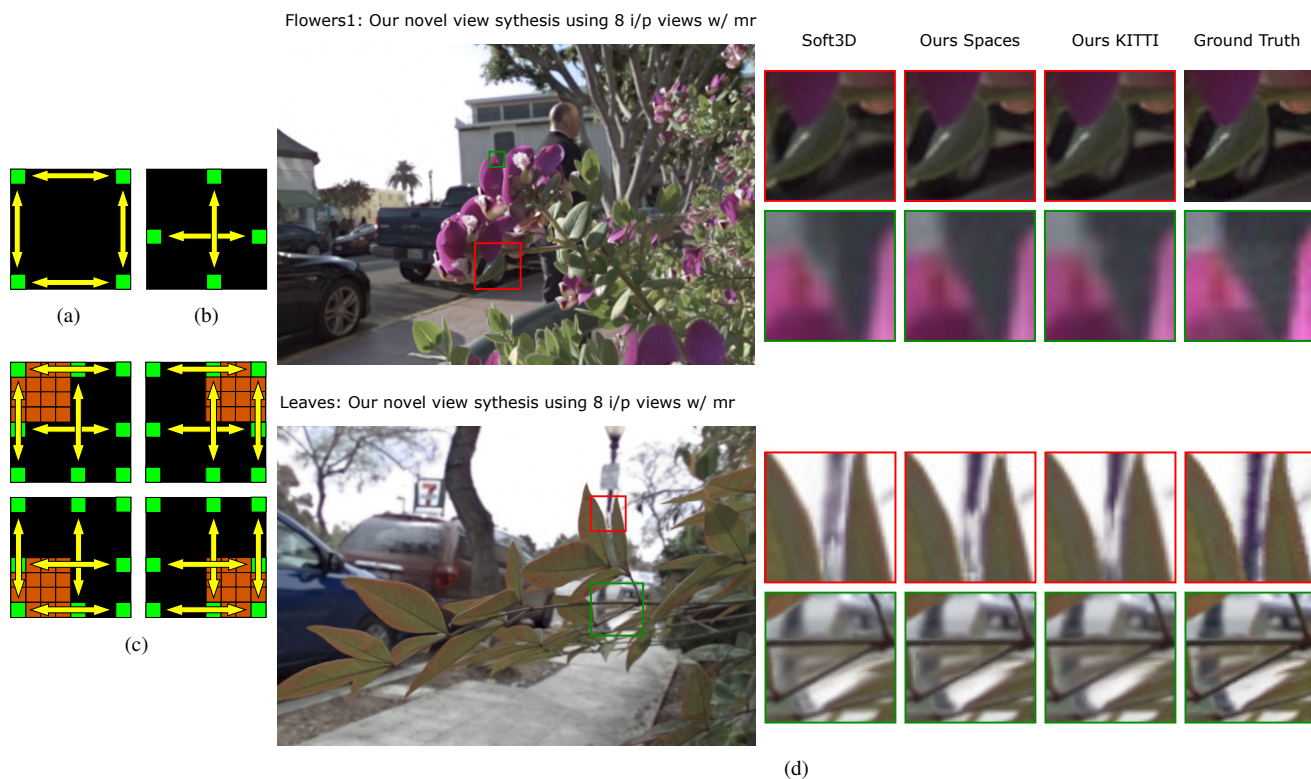 Flowers1: Our novel view sythesis using 8 i/p views w/ mr
Soft3D Ours Spaces Ours KITTI Ground Truth
(a) (b)
Leaves: Our novel view sythesis using 8 i/p views w/ mr
7
(c)
(d)